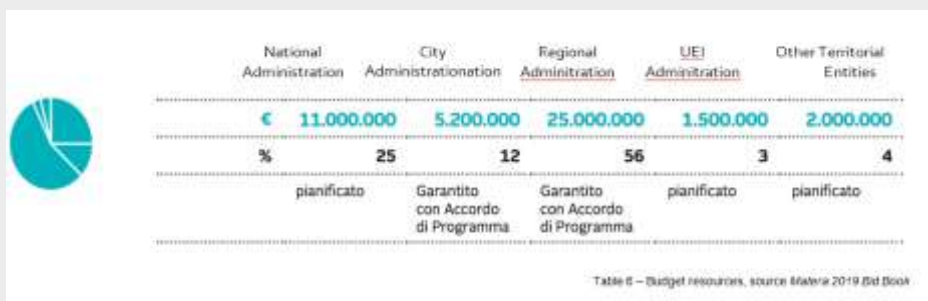 National City Regional UEI Other Territorial
Administration Administrationation Adminitration Adminitration Entities
€ 11.000.000 5.200.000 25.000.000 1.500.000 2.000.000
% 25 12 56 3 4
pianificato Garantito Garantito pianificato pianificato
con Accordo con Accordo
di Programma di Programma
Table 6 – Budget resources, source Matera 2019 Bid Book